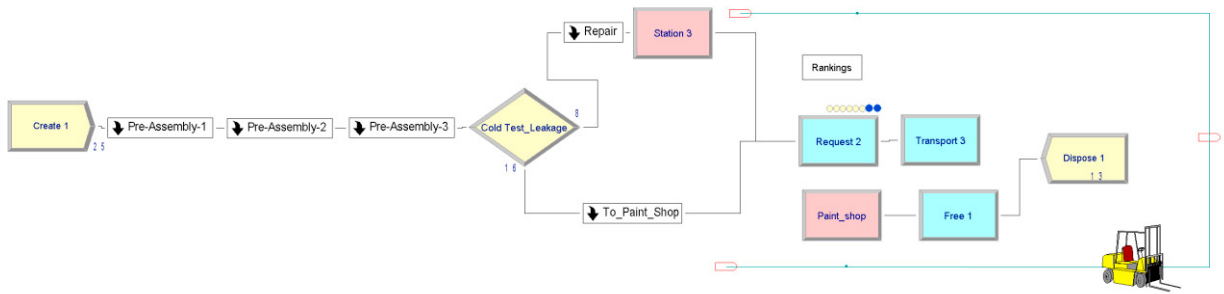 Repair
Station 3
Rankings
Create 1
2 5
Pre-Assembly-1
Pre-Assembly-2
Pre-Assembly-3
Cold Test_Leakage
8
1 6
To_Paint_Shop
Request 2
Transport 3
Dispose 1
1 3
Paint_shop
Free 1